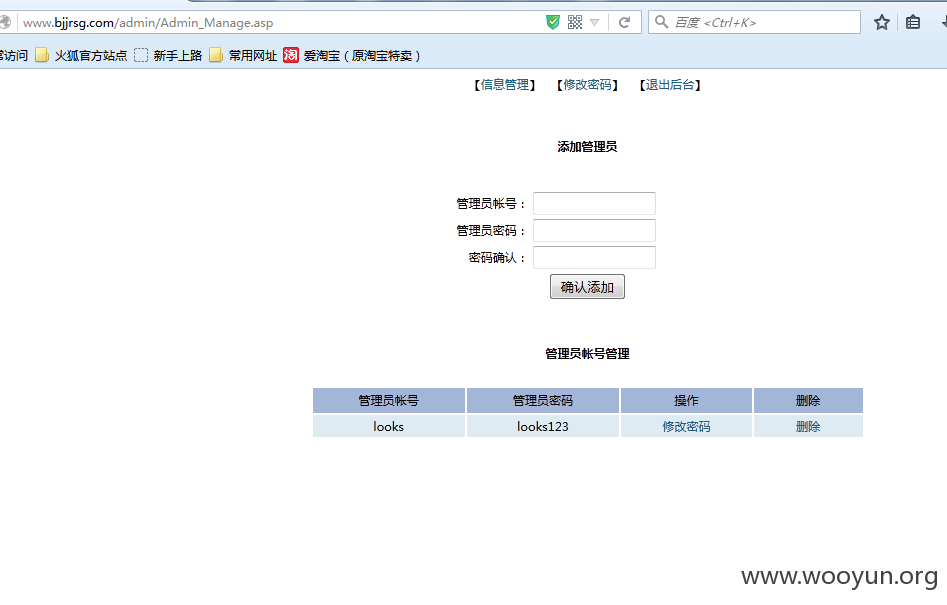 www.bjjrsg.com/admin/Admin_Manage.asp
百度 <Ctrl+K>
访问 火狐官方站点 新手上路 常用网址 淘 爱淘宝（原淘宝特卖）
【信息管理】 【修改密码】 【退出后台】
添加管理员
管理员帐号：
管理员密码：
密码确认：
确认添加
管理员帐号管理
管理员帐号 管理员密码 操作 删除
looks looks123 修改密码 删除
www.wooyun.org